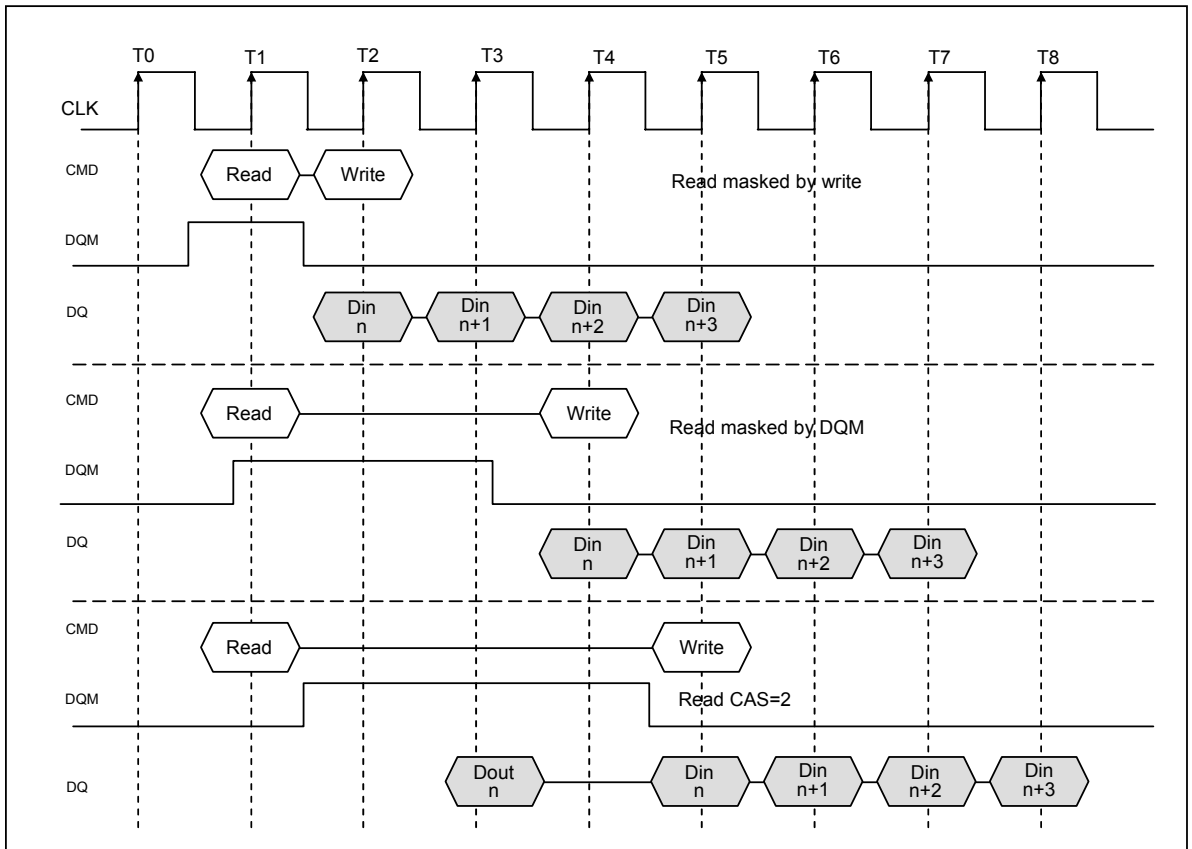 T0 T1 T2 T3 T4 T5 T6 T7 T8
CLK
CMD Read Write Read masked by write
DQM
DQ Din n Din n+1 Din n+2 Din n+3
CMD Read Write Read masked by DQM
DQM
DQ Din n Din n+1 Din n+2 Din n+3
CMD Read Write
DQM Read CAS=2
DQ Dout n Din n Din n+1 Din n+2 Din n+3